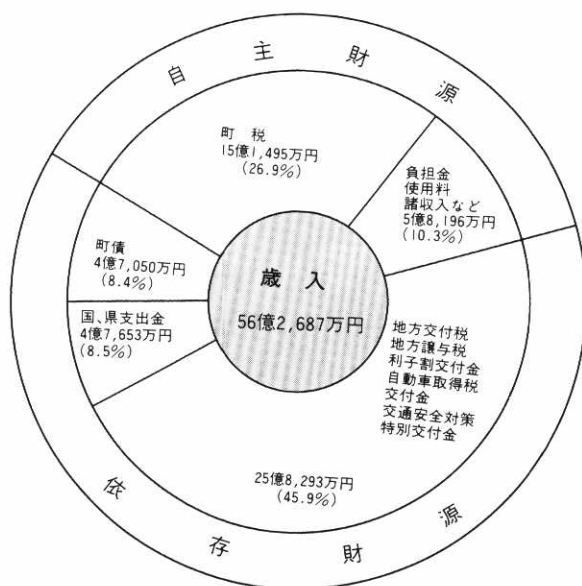 自主財源
町 税
15億1,495万円
(26.9%)
負担金
使用料
諸収入など
5億8,196万円
(10.3%)
町債
4億7,050万円
(8.4%)
歳 入
56億2,687万円
国、県支出金
4億7,653万円
(8.5%)
地方交付税
地方譲与税
利子割交付金
自動車取得税
交付金
交通安全対策
特別交付金
25億8,293万円
(45.9%)
依存財源